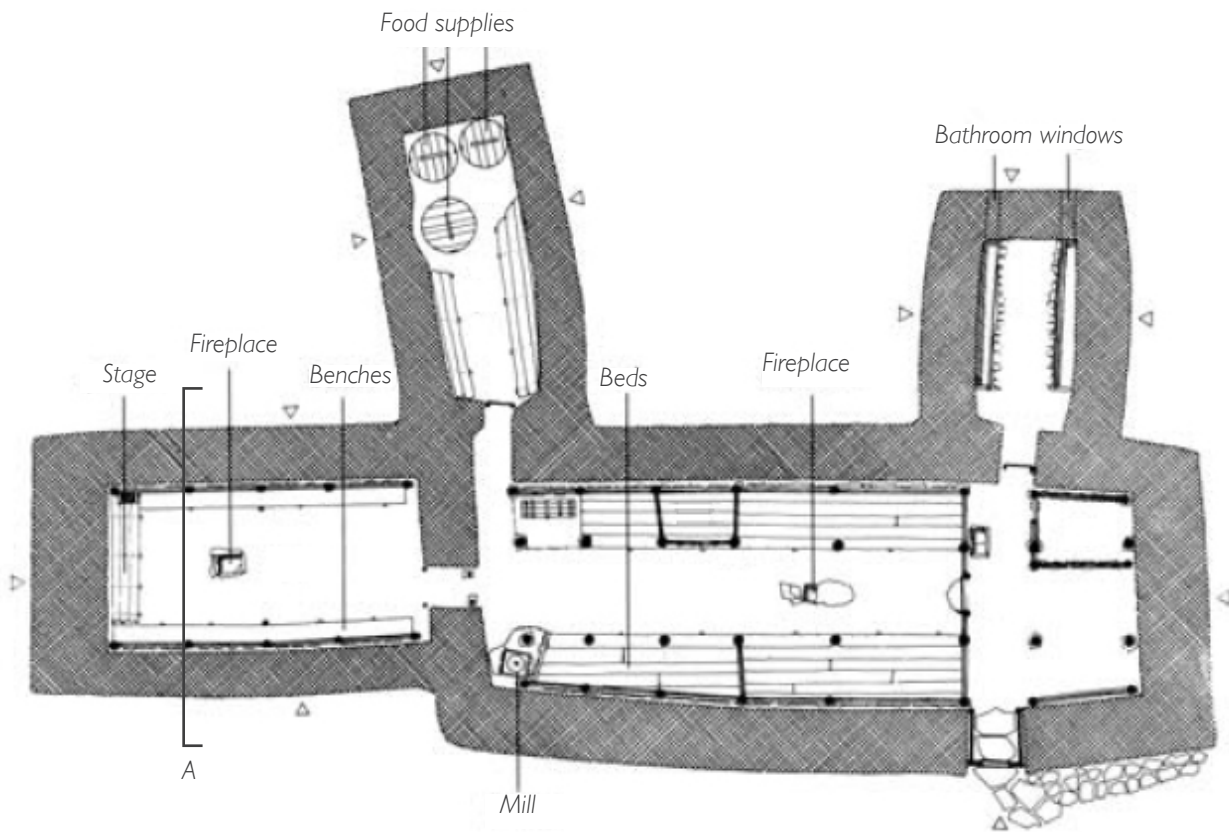 Food supplies
Bathroom windows
Fireplace
Stage
Benches
Beds
Fireplace
A
Mill